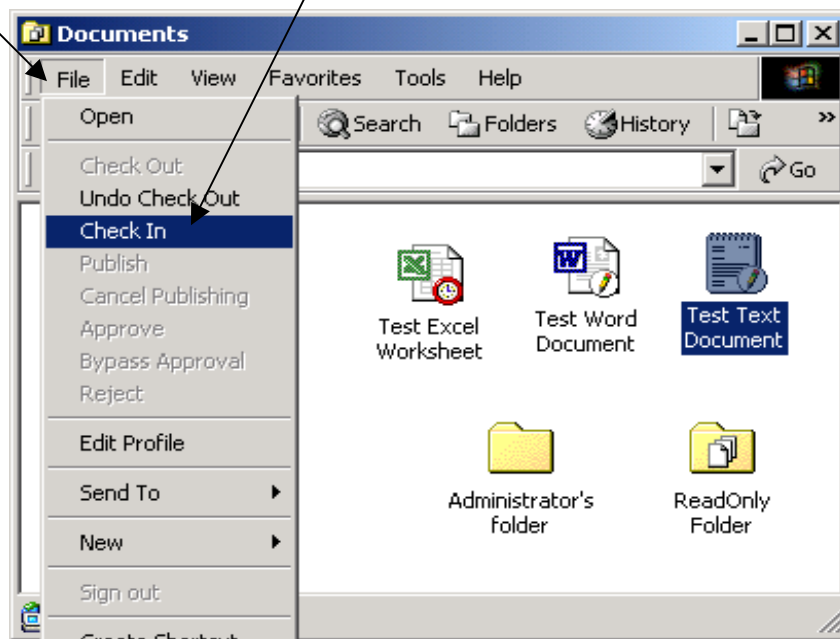 Documents
File Edit View Favorites Tools Help
Search Folders History »
Go
Open
Check Out
Undo Check Out
Check In
Publish
Cancel Publishing
Approve
Bypass Approval
Reject
Edit Profile
Send To
New
Sign out
Create Shortcut
Test Excel
Worksheet
Test Word
Document
Test Text
Document
Administrator's
folder
ReadOnly
Folder